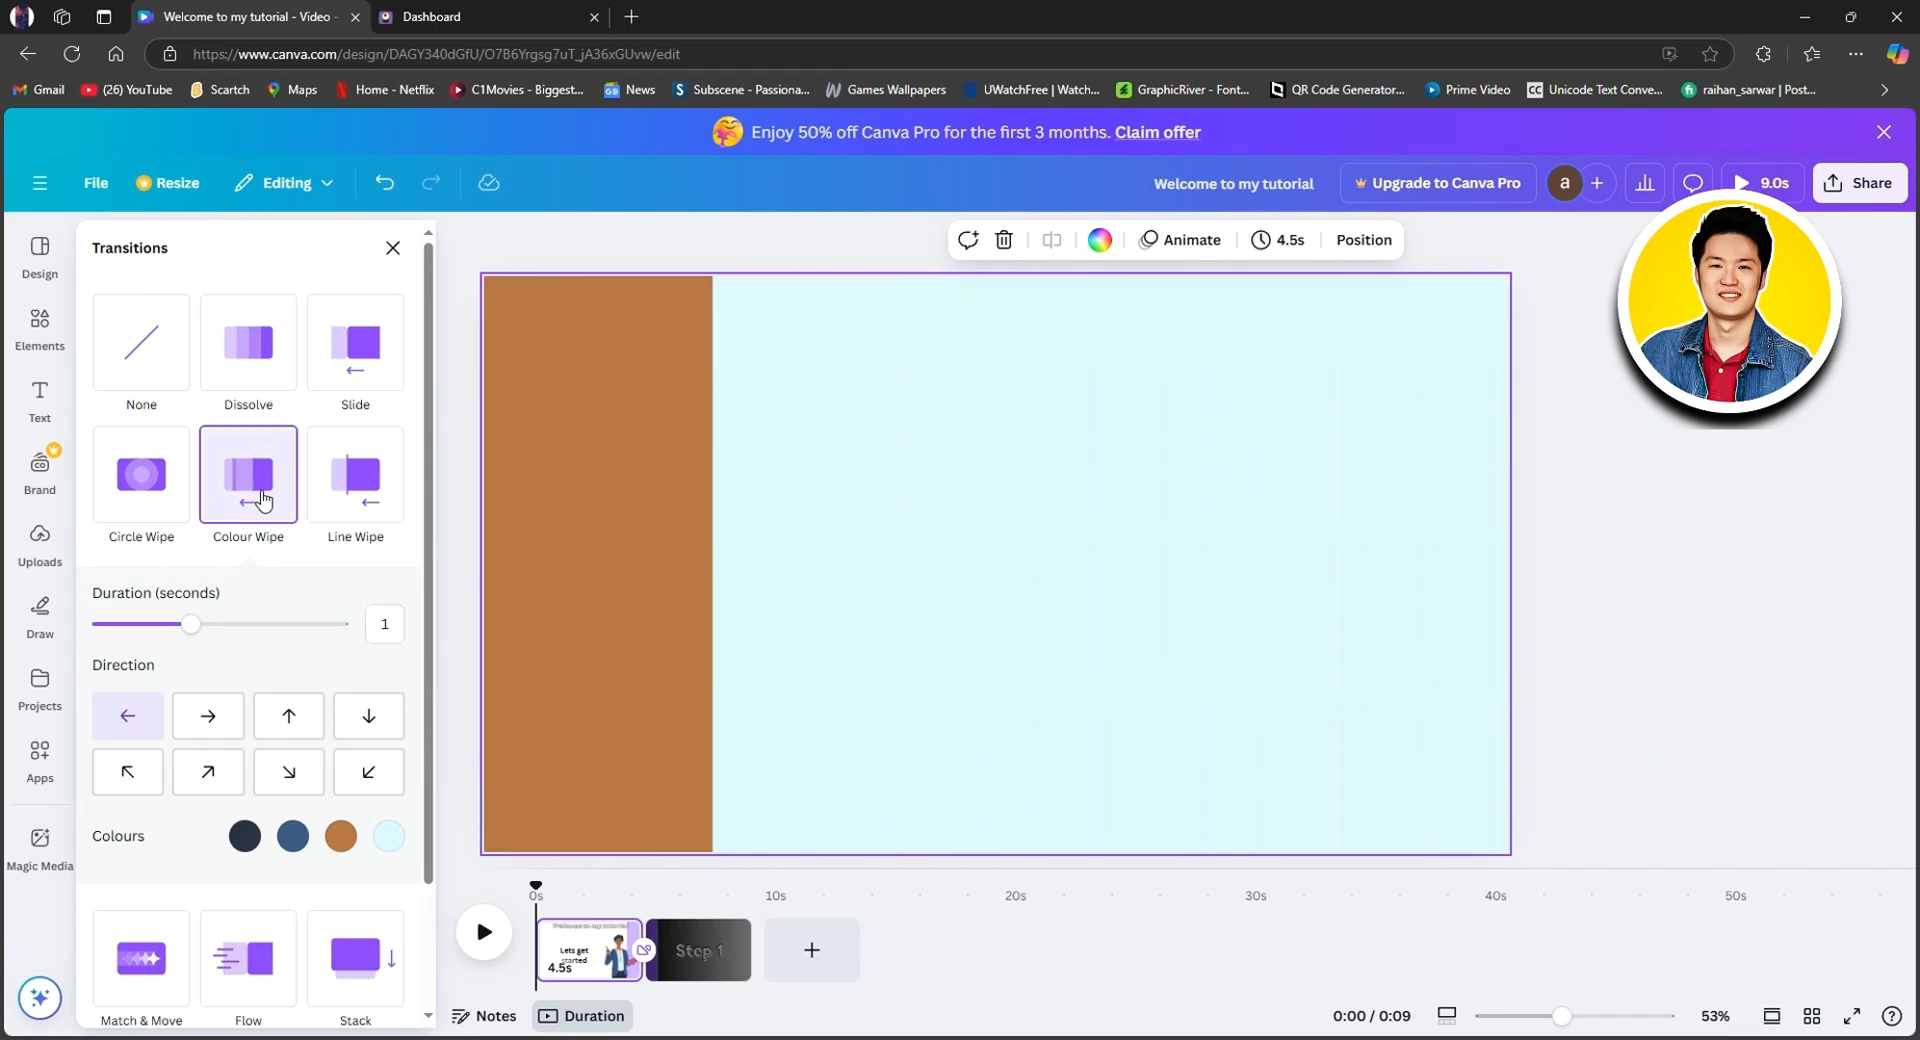 Welcome to my tutorial - Video -
Dashboard
https://www.canva.com/design/DAGY340dGfU/O7B6Yrgsg7uT_jA36xGUvw/edit
Gmail
(26) YouTube
Scartch
Maps
Home - Netflix
C1Movies - Biggest...
News
Subscene - Passiona...
Games Wallpapers
UWatchFree | Watch...
GraphicRiver - Font...
QR Code Generator...
Prime Video
Unicode Text Conve...
raihan_sarwar | Post...
Enjoy 50% off Canva Pro for the first 3 months. Claim offer
File
Resize
Editing
Welcome to my tutorial
Upgrade to Canva Pro
a
9.0s
Share
Design
Elements
Text
Brand
Uploads
Draw
Projects
Apps
Magic Media
Transitions
None
Dissolve
Slide
Circle Wipe
Colour Wipe
Line Wipe
Duration (seconds)
1
Direction
Colours
Match & Move
Flow
Stack
Animate
4.5s
Position
0s
10s
20s
30s
40s
50s
Welcome to my tutorial
Lets get
started
4.5s
Step 1
Notes
Duration
0:00 / 0:09
53%